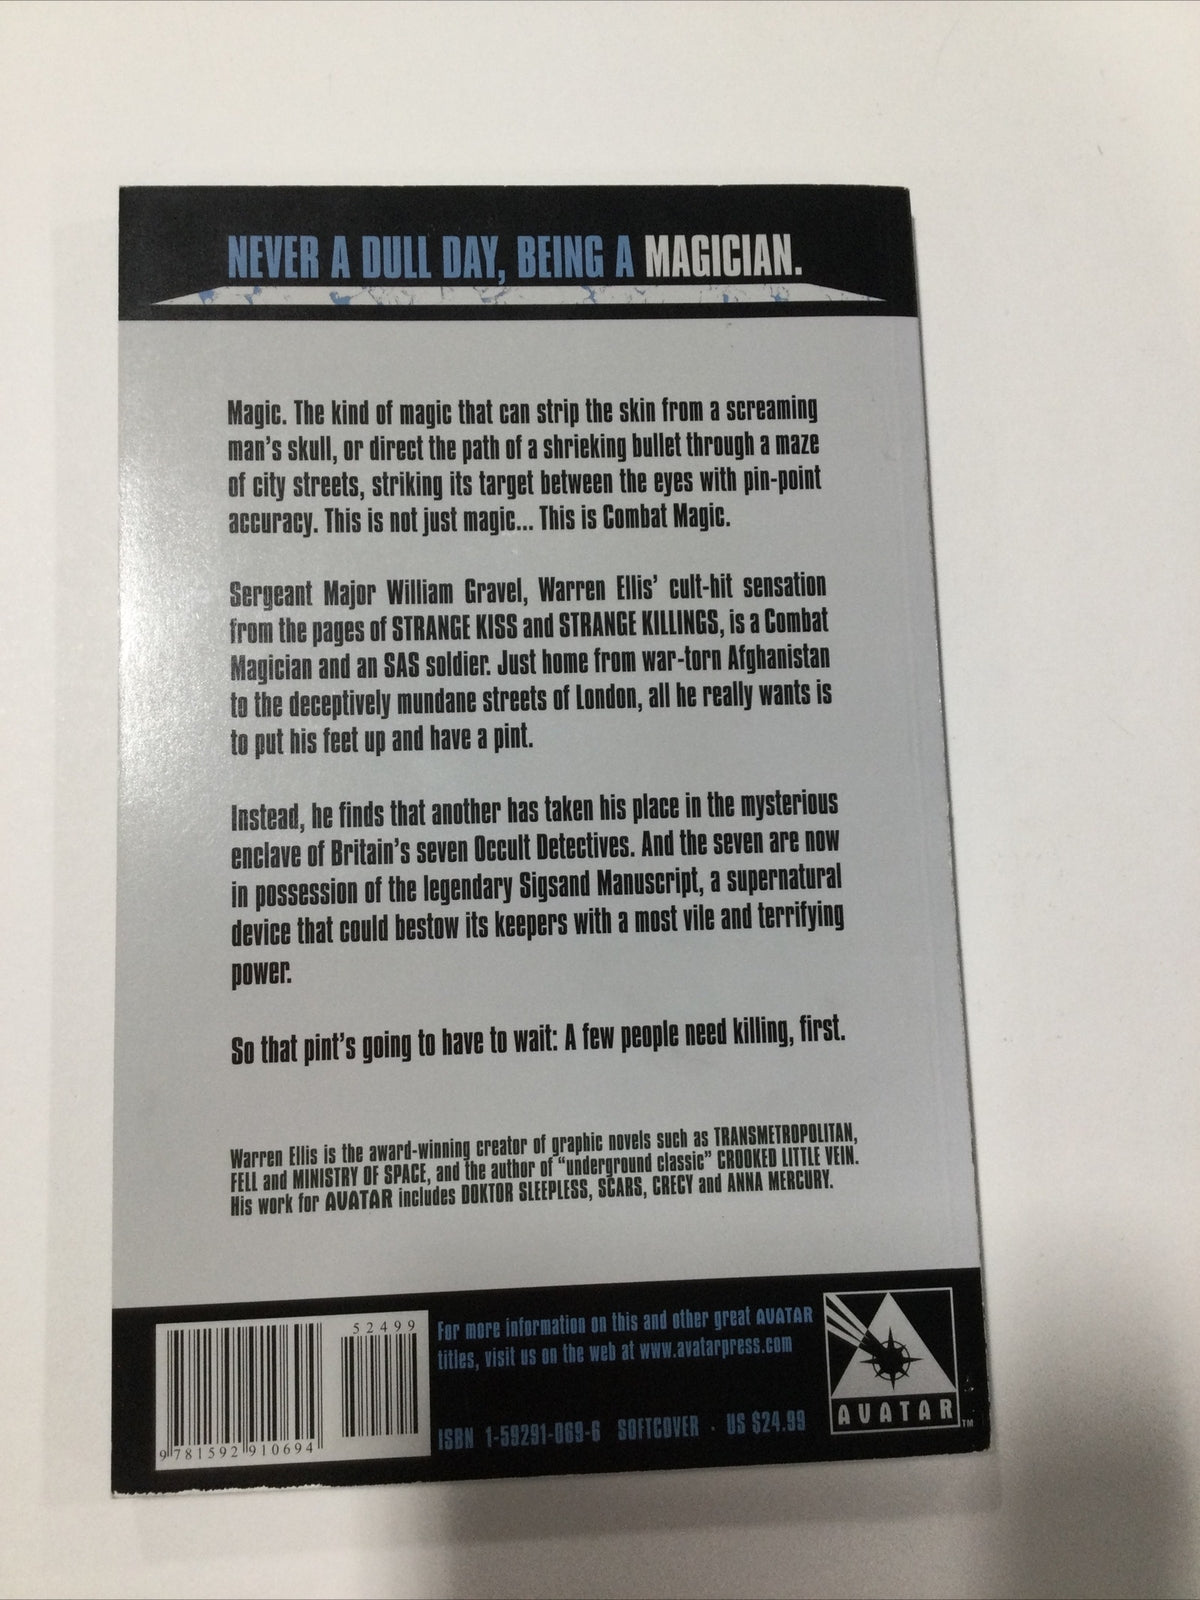 NEVER A DULL DAY, BEING A MAGICIAN.
Magic. The kind of magic that can strip the skin from a screaming
man's skull, or direct the path of a shrieking bullet through a maze
of city streets, striking its target between the eyes with pin-point
accuracy. This is not just magic... This is Combat Magic.
Sergeant Major William Gravel, Warren Ellis' cult-hit sensation
from the pages of STRANGE KISS and STRANGE KILLINGS, is a Combat
Magician and an SAS soldier. Just home from war-torn Afghanistan
to the deceptively mundane streets of London, all he really wants is
to put his feet up and have a pint.
Instead, he finds that another has taken his place in the mysterious
enclave of Britain's seven Occult Detectives. And the seven are now
in possession of the legendary Sigsand Manuscript, a supernatural
device that could bestow its keepers with a most vile and terrifying
power.
So that pint's going to have to wait: A few people need killing, first.
Warren Ellis is the award-winning creator of graphic novels such as TRANSMETROPOLITAN,
FELL and MINISTRY OF SPACE, and the author of "underground classic" CROOKED LITTLE VEIN.
His work for AVATAR includes DOKTOR SLEEPLESS, SCARS, CRECY and ANNA MERCURY.
52499
9 781592 910694
For more information on this and other great AVATAR
titles, visit us on the web at www.avatarpress.com
ISBN 1-59291-069-6 SOFTCOVER · US $24.99
AVATAR™